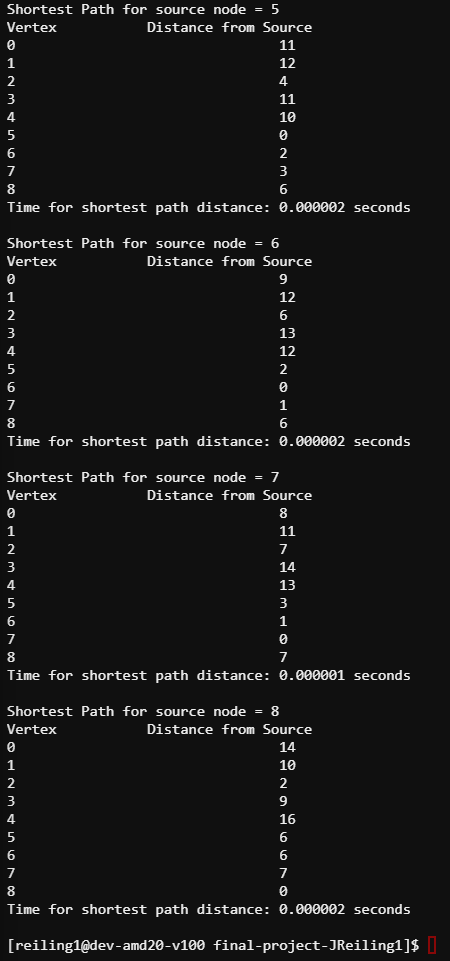 Shortest Path for source node = 5
Vertex Distance from Source
0 11
1 12
2 4
3 11
4 10
5 0
6 2
7 3
8 6
Time for shortest path distance: 0.000002 seconds
Shortest Path for source node = 6
Vertex Distance from Source
0 9
1 12
2 6
3 13
4 12
5 2
6 0
7 1
8 6
Time for shortest path distance: 0.000002 seconds
Shortest Path for source node = 7
Vertex Distance from Source
0 8
1 11
2 7
3 14
4 13
5 3
6 1
7 0
8 7
Time for shortest path distance: 0.000001 seconds
Shortest Path for source node = 8
Vertex Distance from Source
0 14
1 10
2 2
3 9
4 16
5 6
6 6
7 7
8 0
Time for shortest path distance: 0.000002 seconds
[reiling1@dev-amd20-v100 final-project-JReiling1]$